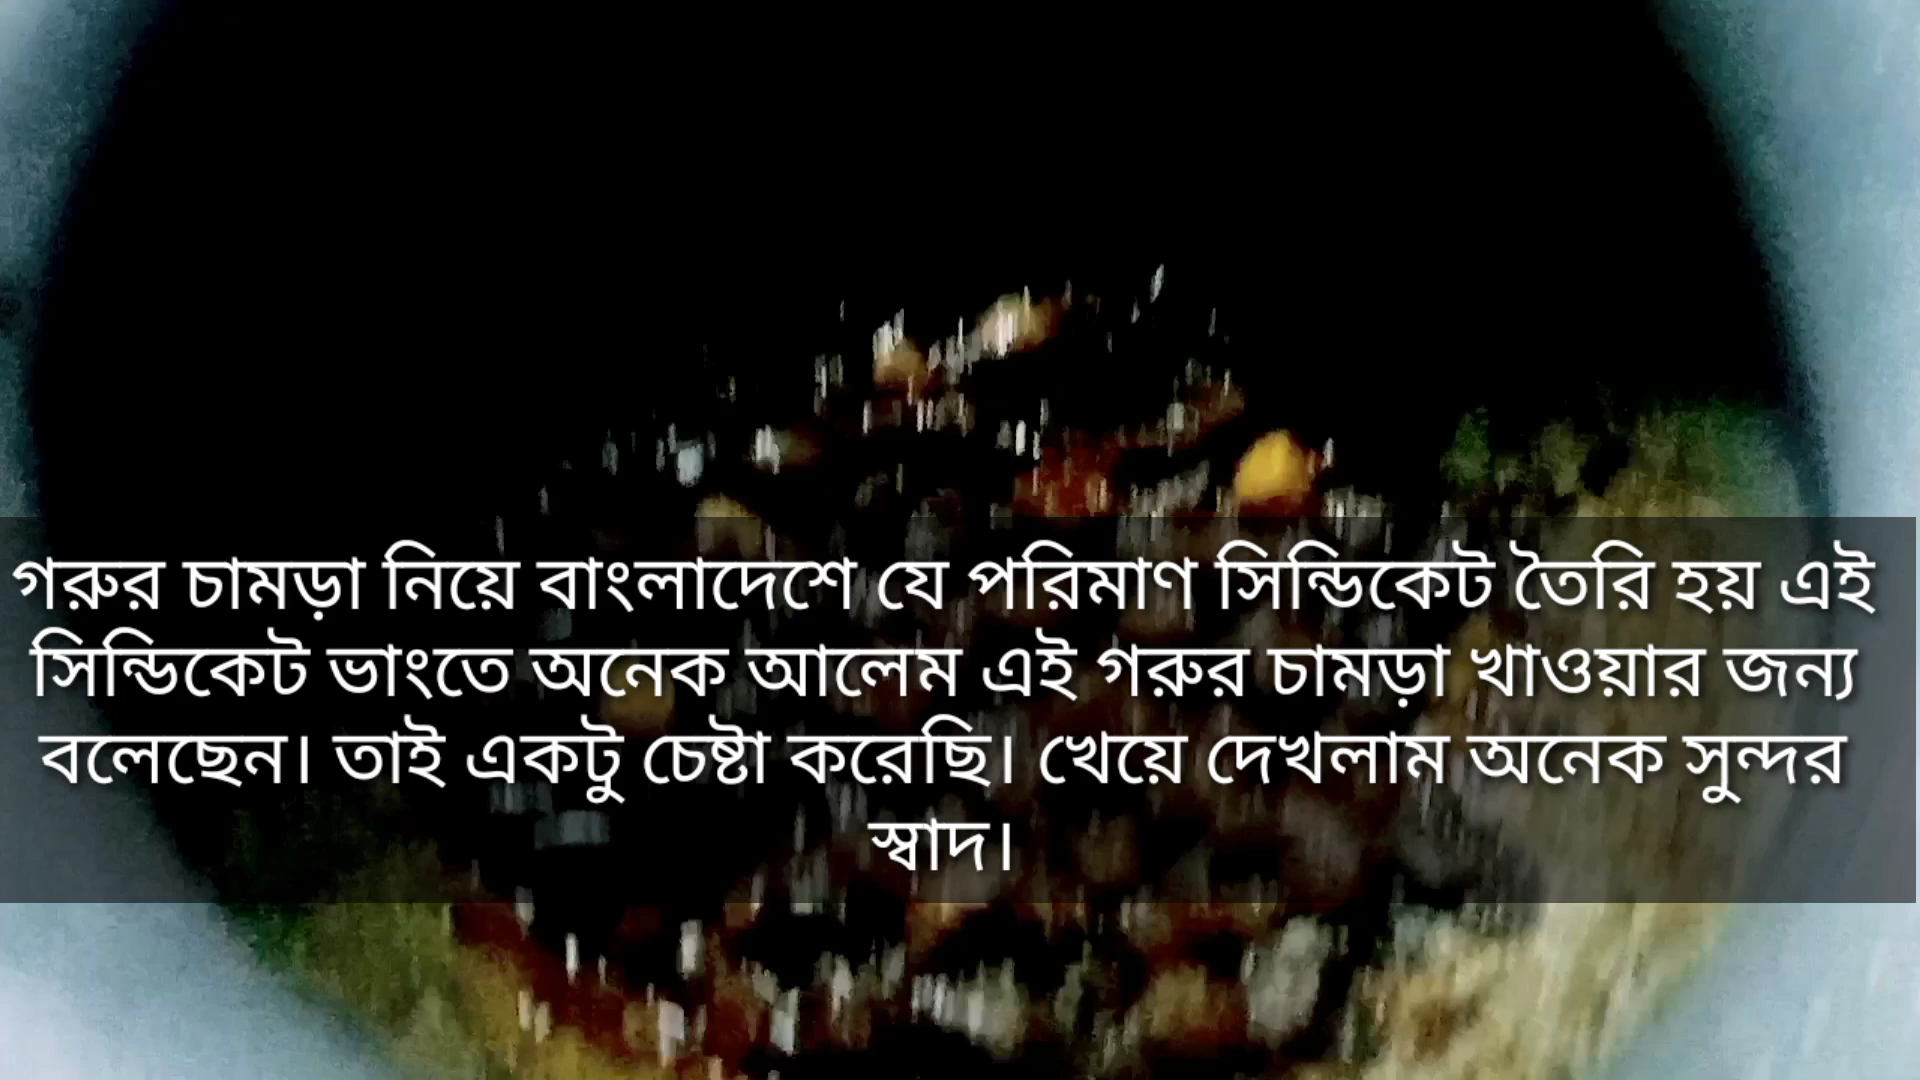 গরুর চামড়া নিয়ে বাংলাদেশে যে পরিমাণ সিন্ডিকেট তৈরি হয় এই
সিন্ডিকেট ভাংতে অনেক আলেম এই গরুর চামড়া খাওয়ার জন্য
বলেছেন। তাই একটু চেষ্টা করেছি। খেয়ে দেখলাম অনেক সুন্দর
স্বাদ।